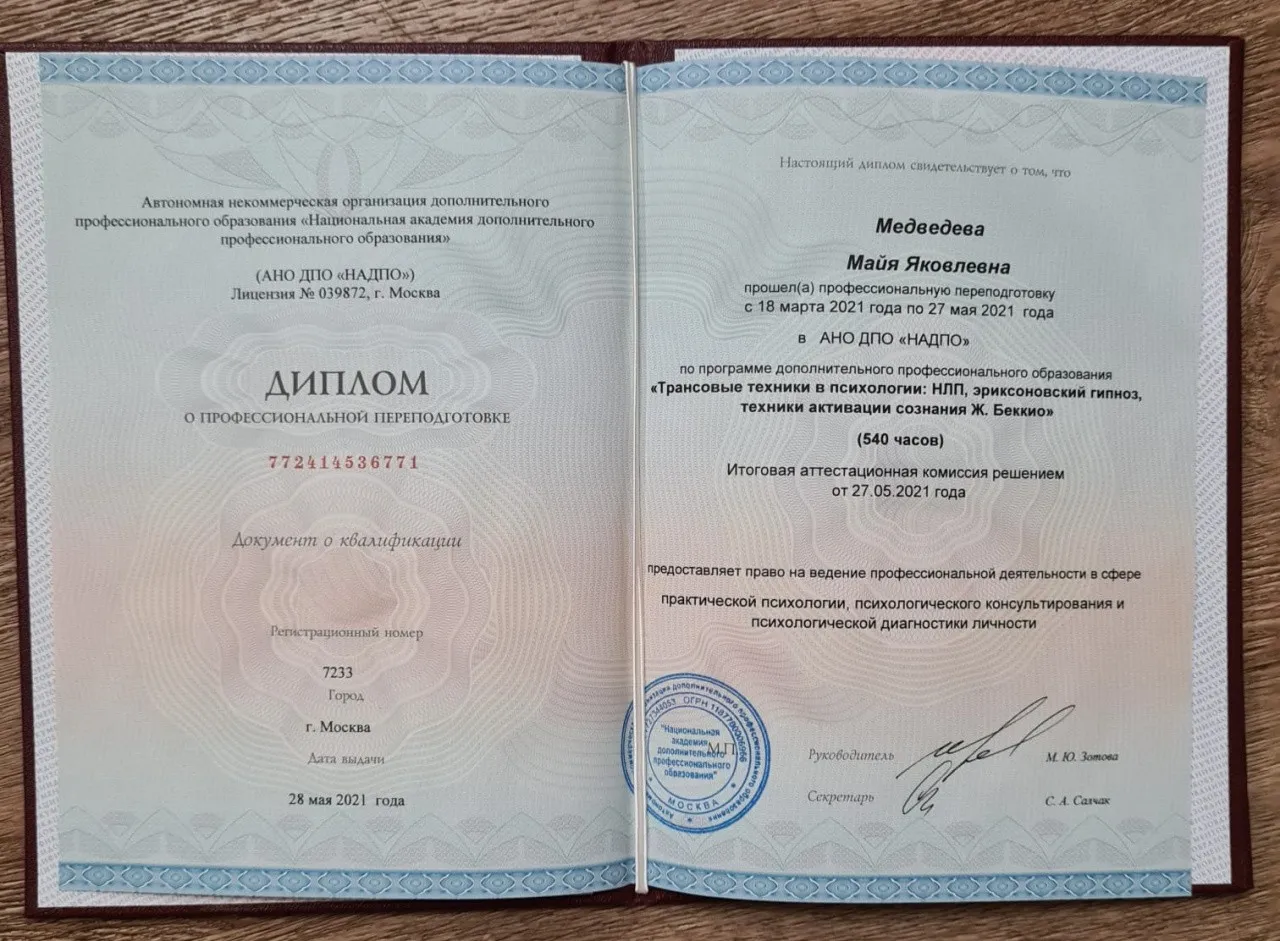 Автономная некоммерческая организация дополнительного
профессионального образования «Национальная академия дополнительного
профессионального образования»
(АНО ДПО «НАДПО»)
Лицензия № 039872, г. Москва
ДИПЛОМ
О ПРОФЕССИОНАЛЬНОЙ ПЕРЕПОДГОТОВКЕ
772414536771
Документ о квалификации
Регистрационный номер
7233
Город
г. Москва
Дата выдачи
28 мая 2021 года
Настоящий диплом свидетельствует о том, что
Медведева
Майя Яковлевна
прошел(а) профессиональную переподготовку
с 18 марта 2021 года по 27 мая 2021 года
в АНО ДПО «НАДПО»
по программе дополнительного профессионального образования
«Трансовые техники в психологии: НЛП, эриксоновский гипноз,
техники активации сознания Ж. Беккио»
(540 часов)
Итоговая аттестационная комиссия решением
от 27.05.2021 года
предоставляет право на ведение профессиональной деятельности в сфере
практической психологии, психологического консультирования и
психологической диагностики личности
"Национальная
академия
дополнительного
профессионального
образования"
МОСКВА
М.П.
Руководитель
М. Ю. Зотова
Секретарь
С. А. Салчак